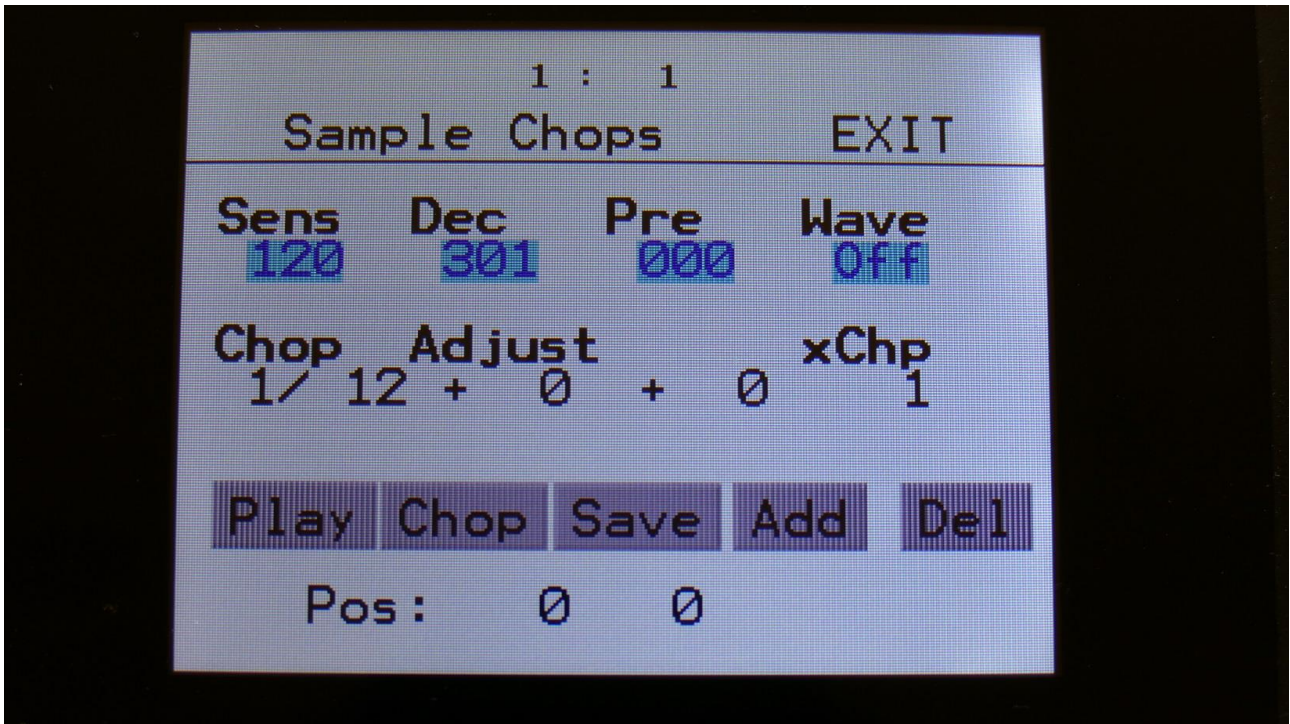 1 : 1
Sample Chops EXIT
Sens Dec Pre Wave
120 301 000 Off
Chop Adjust xChp
1/ 12 + 0 + 0 1
Play Chop Save Add Del
Pos: 0 0